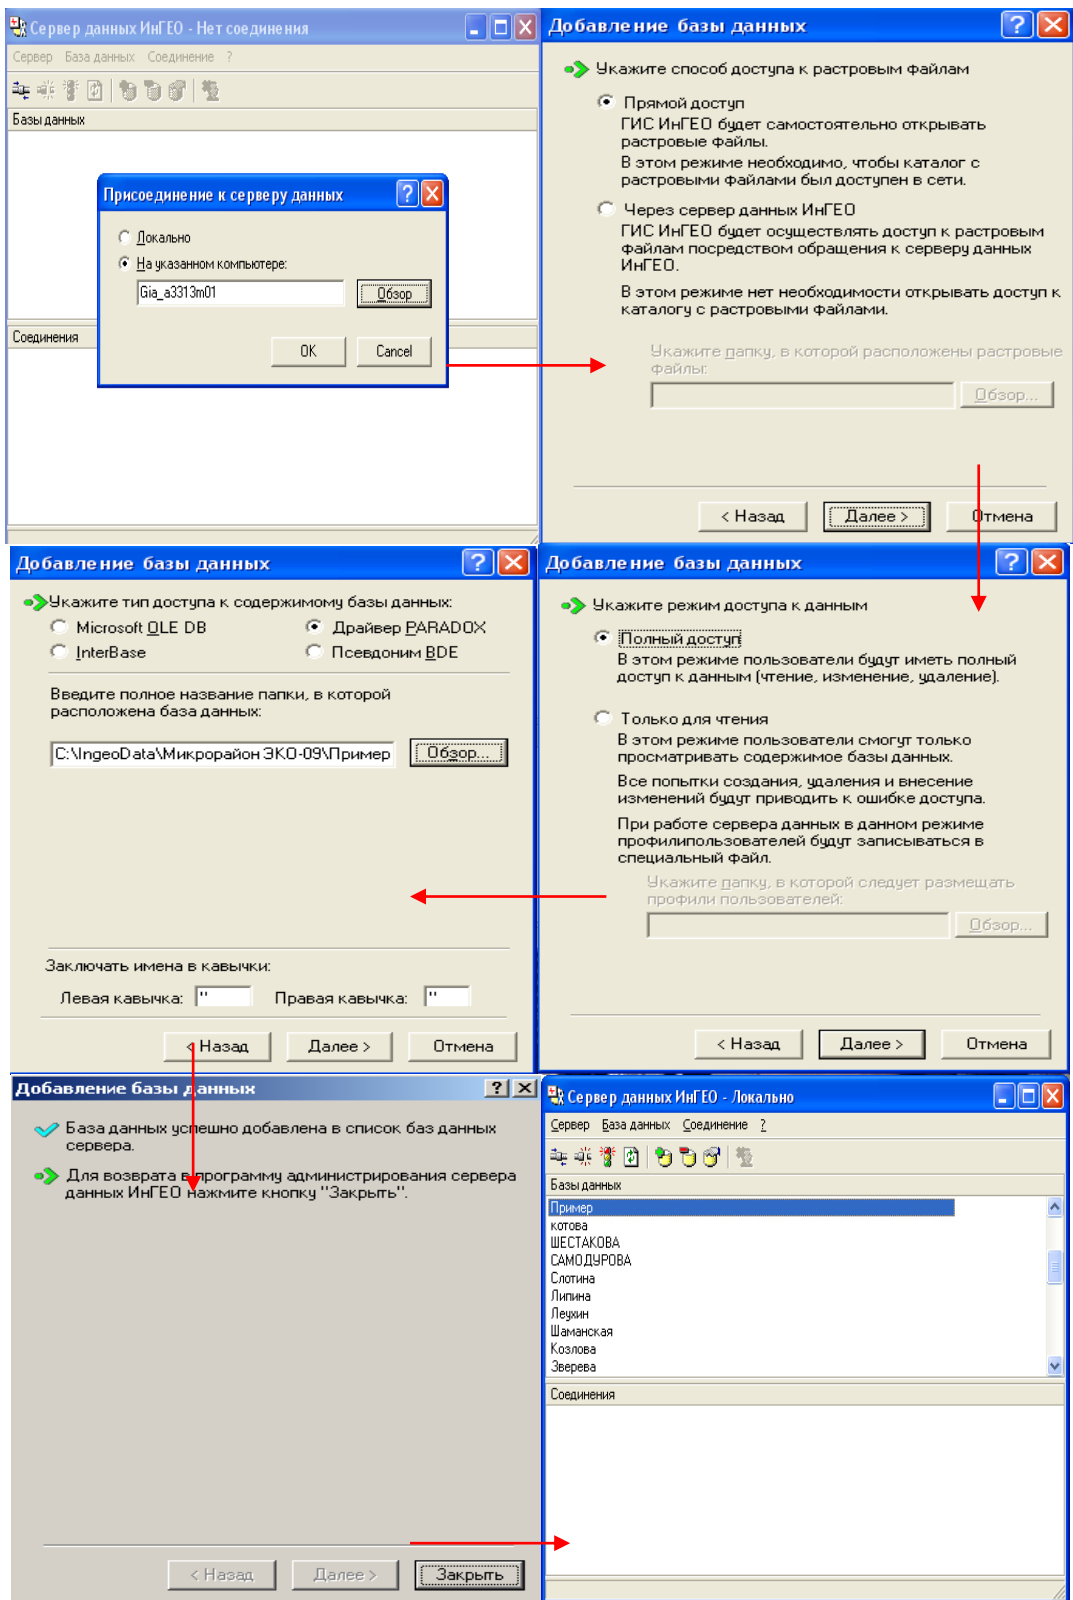 Сервер данных ИнГЕО - Нет соединения
Сервер База данных Соединение ?
Базы данных
Присоединение к серверу данных
Локально
На указанном компьютере:
Gia_a3313m01
Обзор
OK
Cancel
Соединения
Добавление базы данных
Укажите способ доступа к растровым файлам
Прямой доступ
ГИС ИнГЕО будет самостоятельно открывать
растровые файлы.
В этом режиме необходимо, чтобы каталог с
растровыми файлами был доступен в сети.
Через сервер данных ИнГЕО
ГИС ИнГЕО будет осуществлять доступ к растровым
файлам посредством обращения к серверу данных
ИнГЕО.
В этом режиме нет необходимости открывать доступ к
каталогу с растровыми файлами.
Укажите папку, в которой расположены растровые
файлы:
Обзор...
< Назад
Далее >
Отмена
Добавление базы данных
Укажите тип доступа к содержимому базы данных:
Microsoft OLE DB
Драйвер PARADOX
InterBase
Псевдоним BDE
Введите полное название папки, в которой
расположена база данных:
C:\IngeoData\Микрорайон ЭКО-09\Пример
Обзор...
Заключать имена в кавычки:
Левая кавычка: "
Правая кавычка: "
< Назад
Далее >
Отмена
Добавление базы данных
Укажите режим доступа к данным
Полный доступ
В этом режиме пользователи будут иметь полный
доступ к данным (чтение, изменение, удаление).
Только для чтения
В этом режиме пользователи смогут только
просматривать содержимое базы данных.
Все попытки создания, удаления и внесение
изменений будут приводить к ошибке доступа.
При работе сервера данных в данном режиме
профилипользователей будут записываться в
специальный файл.
Укажите папку, в которой следует размещать
профили пользователей:
Обзор...
< Назад
Далее >
Отмена
Добавление базы данных
База данных успешно добавлена в список баз данных
сервера.
Для возврата в программу администрирования сервера
данных ИнГЕО нажмите кнопку "Закрыть".
< Назад
Далее >
Закрыть
Сервер данных ИнГЕО - Локально
Сервер База данных Соединение ?
Базы данных
Пример
котова
ШЕСТАКОВА
САМОДУРОВА
Слотина
Липина
Леухин
Шаманская
Козлова
Зверева
Соединения